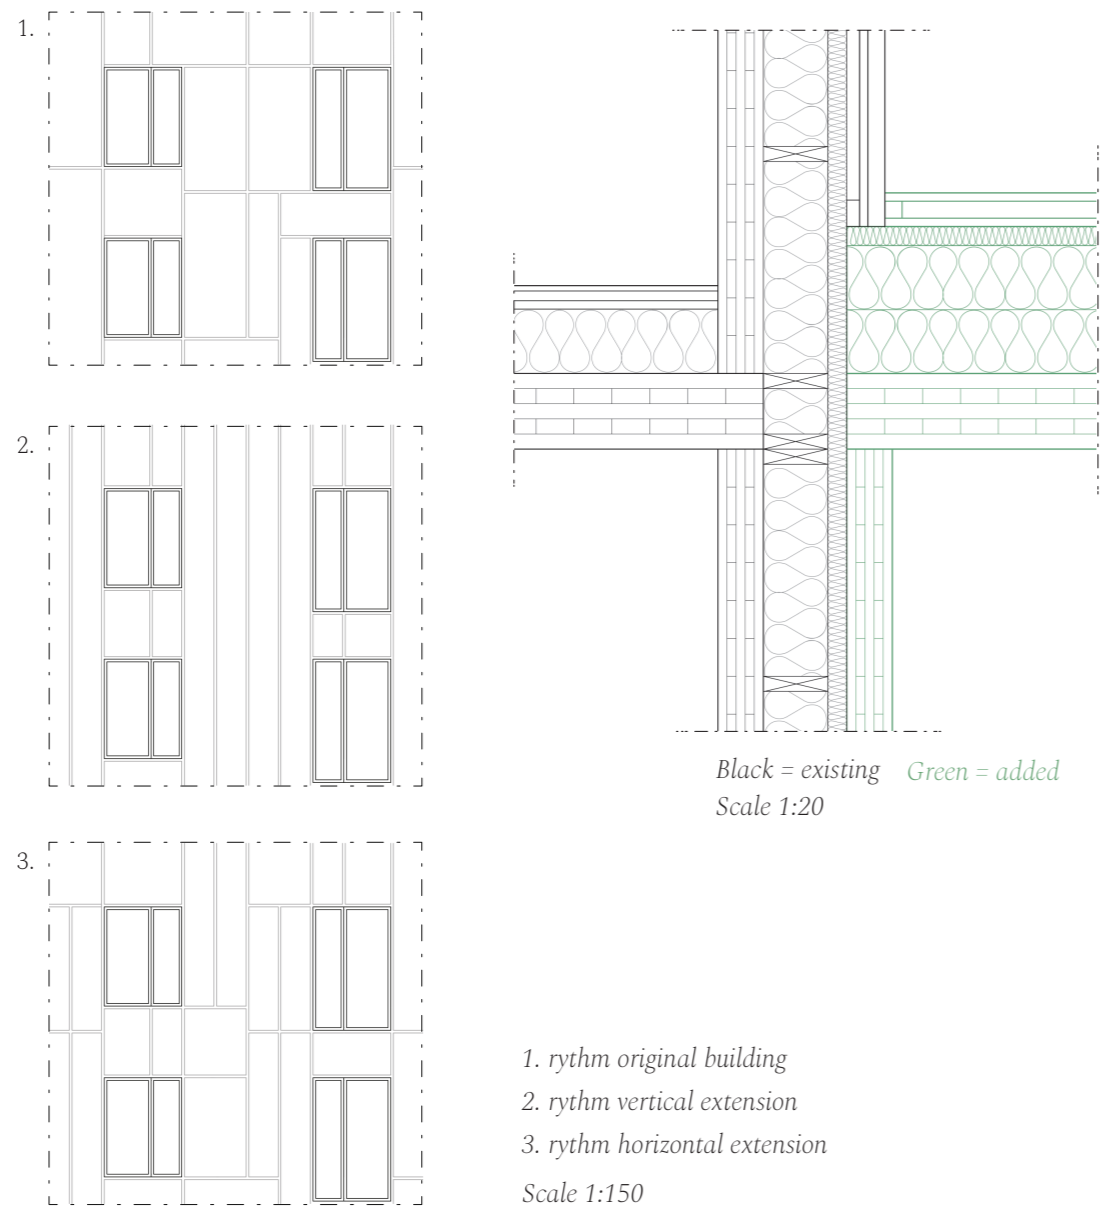 1.
2.
3.
Black = existing Green = added
Scale 1:20
1. rythm original building
2. rythm vertical extension
3. rythm horizontal extension
Scale 1:150